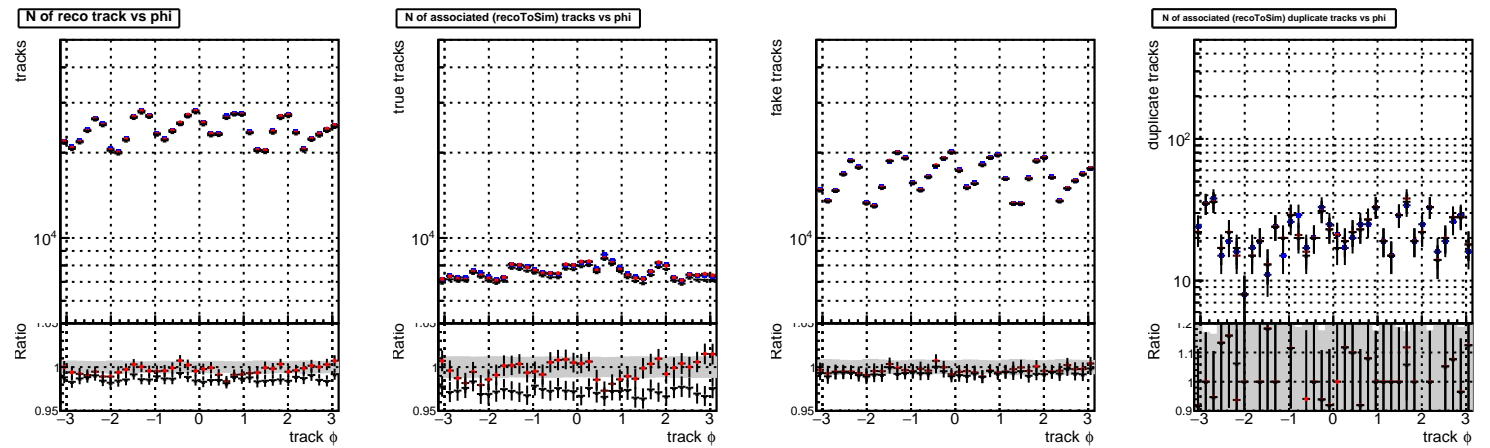 N of reco track vs phi
tracks
10⁴
Ratio
1
0.95
−3 −2 −1 0 1 2 3
track ϕ
N of associated (recoToSim) tracks vs phi
true tracks
10⁴
Ratio
1
0.95
−3 −2 −1 0 1 2 3
track ϕ
fake tracks
10⁴
Ratio
1
0.95
−3 −2 −1 0 1 2 3
track ϕ
N of associated (recoToSim) duplicate tracks vs phi
duplicate tracks
10²
10
Ratio
1.2
1.1
1
0.9
−3 −2 −1 0 1 2 3
track ϕ